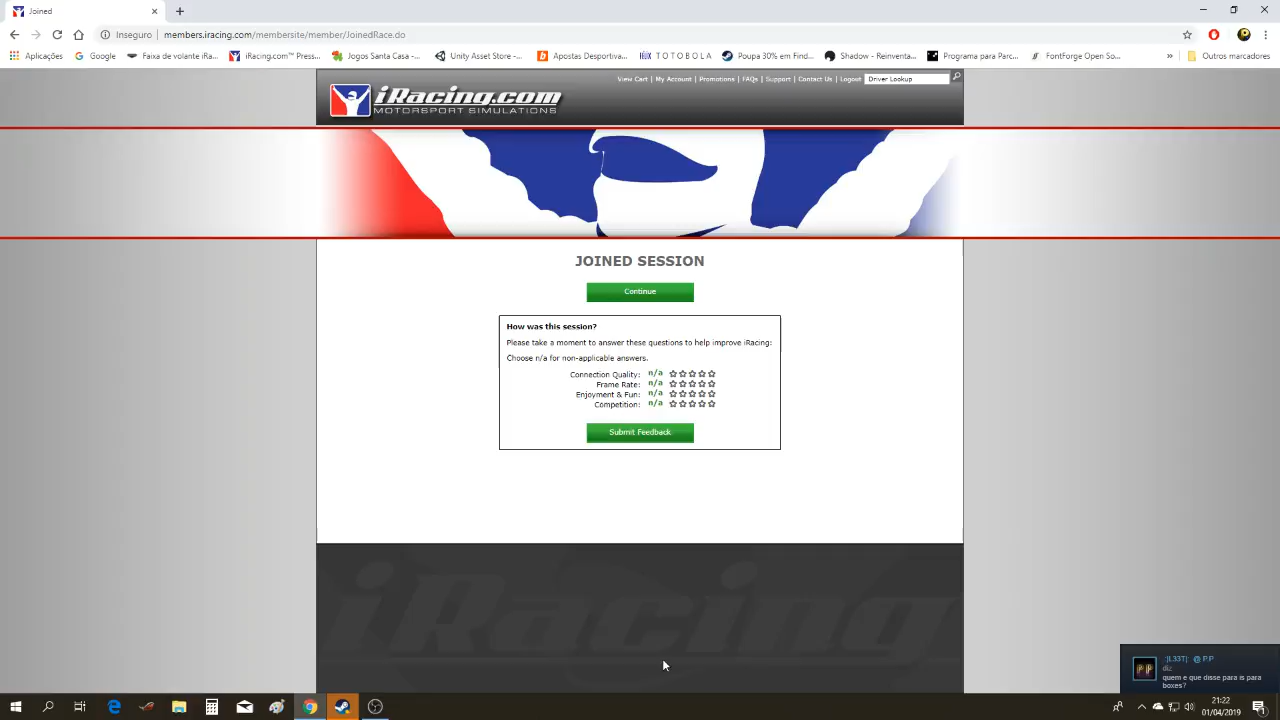 Joined
Inseguro | members.iracing.com/membersite/member/JoinedRace.do
Aplicações Google Faixa de volante iRa... iRacing.com™ Press... Jogos Santa Casa -... Unity Asset Store -... Apostas Desportiva... T O T O B O L A Poupa 30% em Find... Shadow - Reinventa... Programa para Parc... FontForge Open So... » Outros marcadores
View Cart | My Account | Promotions | FAQs | Support | Contact Us | Logout Driver Lookup
iRacing.com
MOTORSPORT SIMULATIONS
JOINED SESSION
Continue
How was this session?
Please take a moment to answer these questions to help improve iRacing:
Choose n/a for non-applicable answers.
Connection Quality: n/a
Frame Rate: n/a
Enjoyment & Fun: n/a
Competition: n/a
Submit Feedback
iRacing
.:)L33T|: @ P.P
diz
quem e que disse para is para
boxes?
21:22
01/04/2019